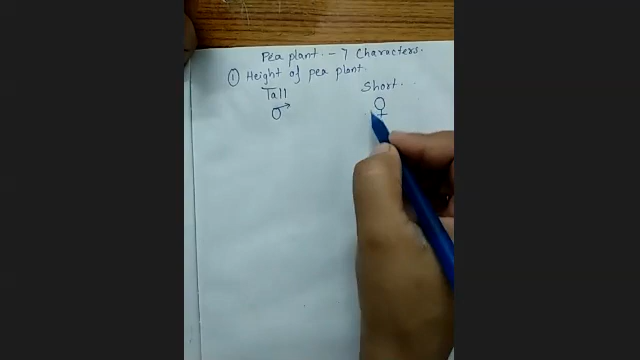 Pea plant. - 7 Characters.
① Height of pea plant.
Tall Short.
♂ ♀